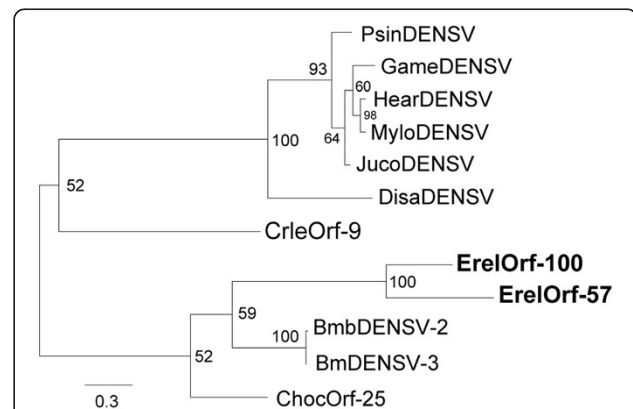 PsinDENSV
93
GameDENSV
60
HearDENSV
98
MyloDENSV
64
JucoDENSV
100
DisaDENSV
52
CrleOrf-9
ErelOrf-100
100
ErelOrf-57
59
BmbDENSV-2
100
BmDENSV-3
52
ChocOrf-25
0.3